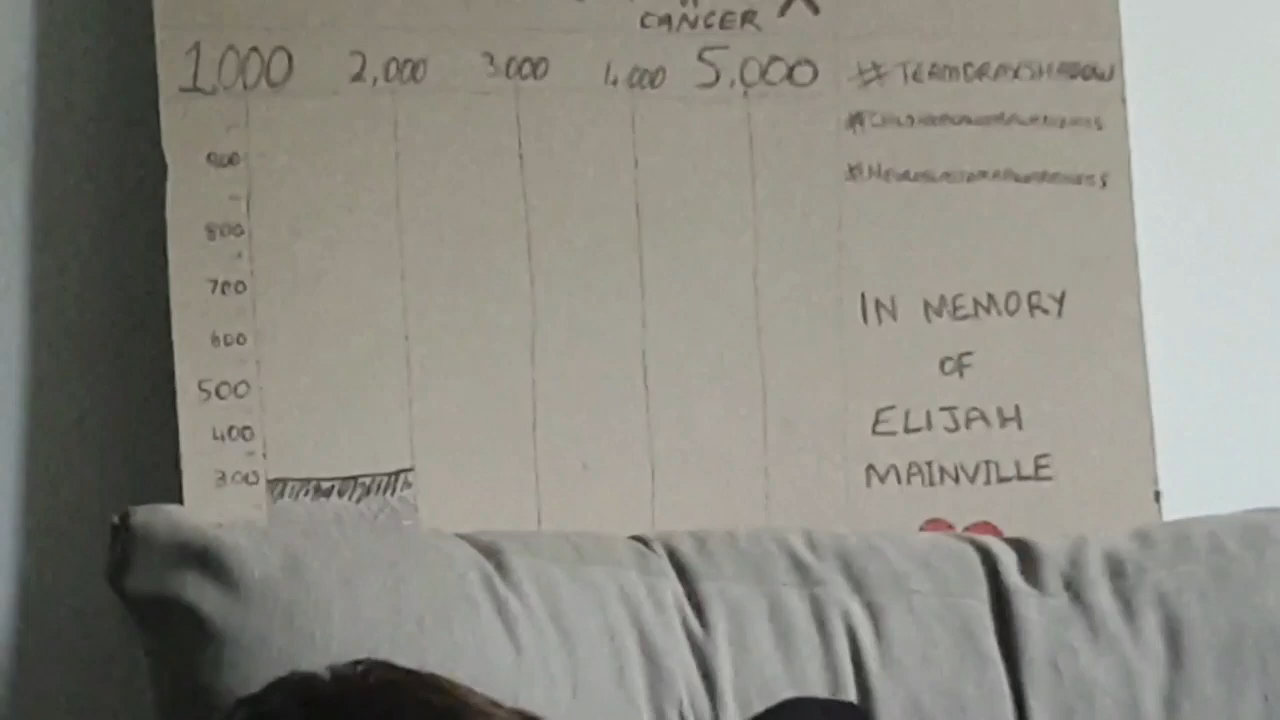 CANCER
1,000 2,000 3,000 4,000 5,000 #TEAMDRAXSHADOW
900
800
700
600
500
400
300
IN MEMORY
OF
ELIJAH
MAINVILLE